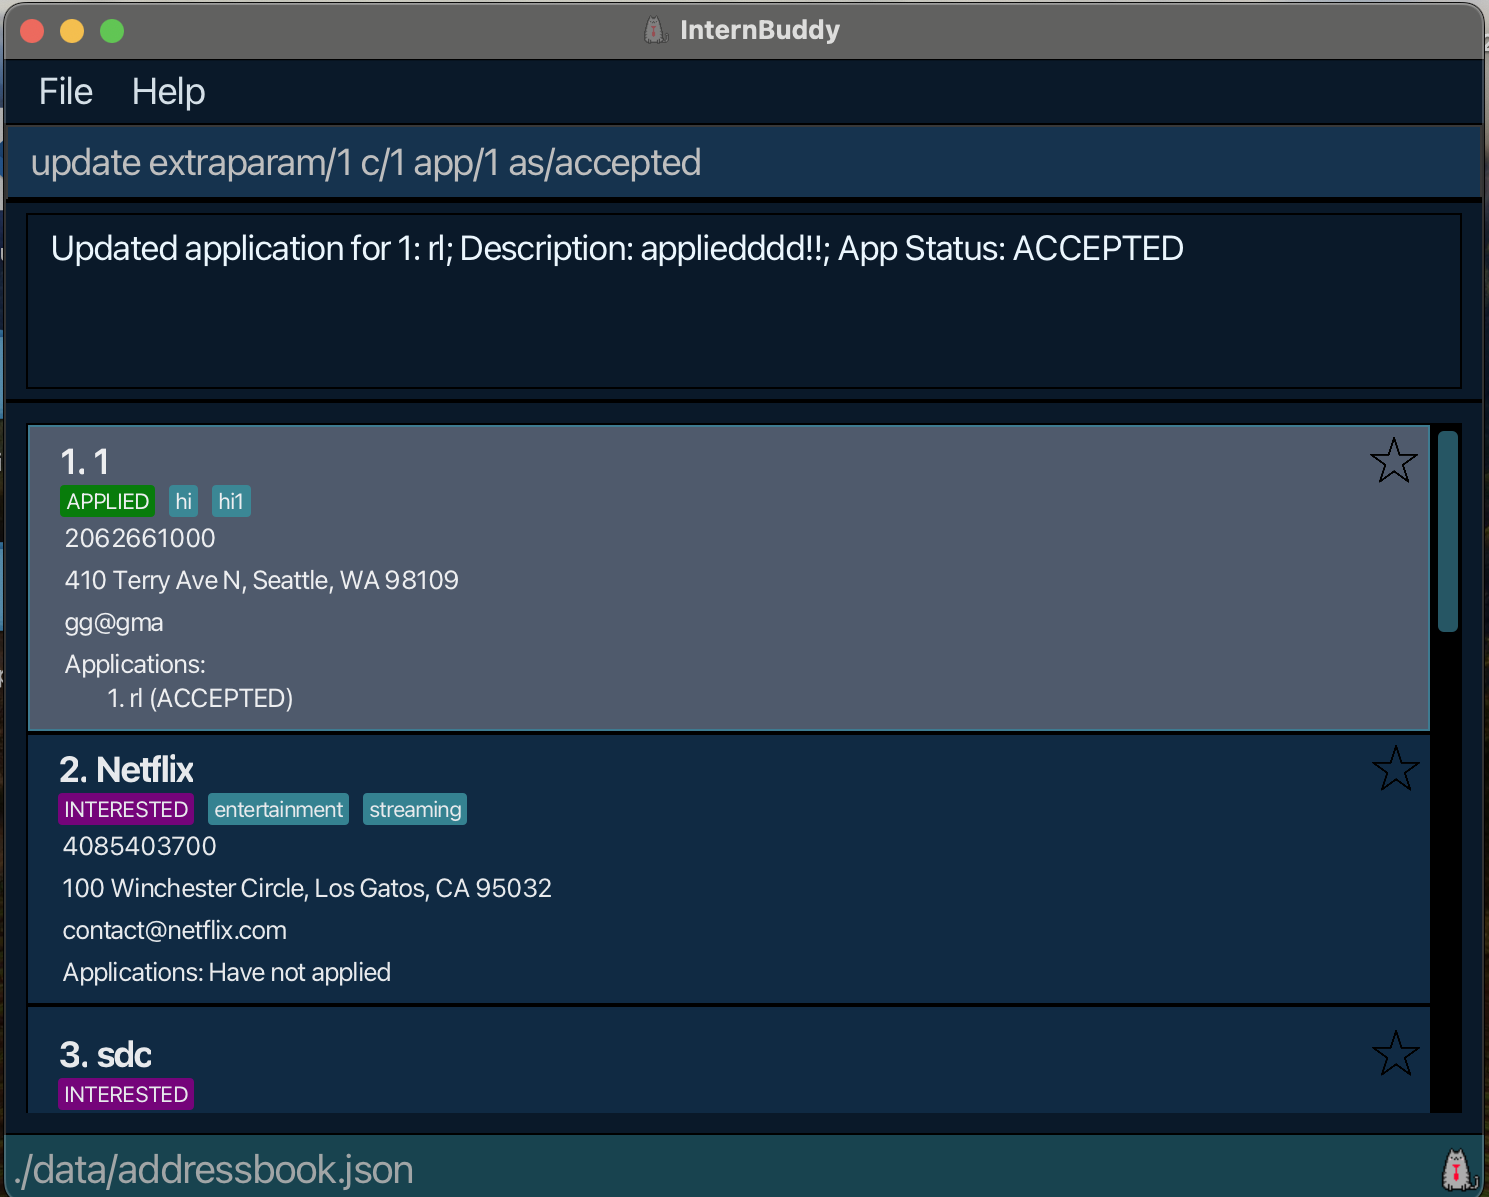 InternBuddy
File Help
update extraparam/1 c/1 app/1 as/accepted
Updated application for 1: rl; Description: appliedddd!!; App Status: ACCEPTED
1. 1
APPLIED hi hi1
2062661000
410 Terry Ave N, Seattle, WA 98109
gg@gma
Applications:
1. rl (ACCEPTED)
2. Netflix
INTERESTED entertainment streaming
4085403700
100 Winchester Circle, Los Gatos, CA 95032
contact@netflix.com
Applications: Have not applied
3. sdc
INTERESTED
./data/addressbook.json